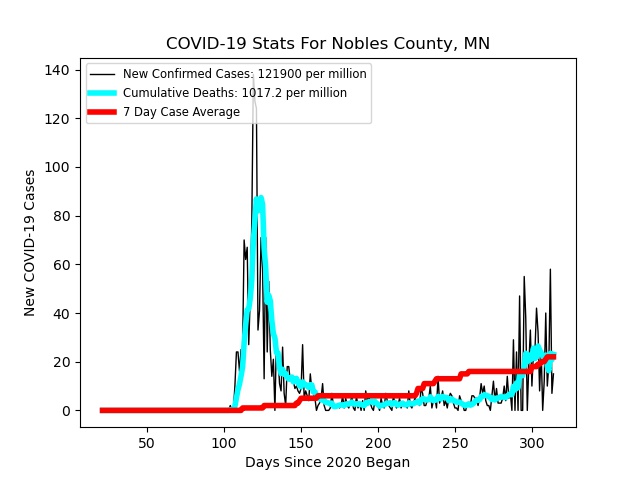 COVID-19 Stats For Nobles County, MN
New Confirmed Cases: 121900 per million
Cumulative Deaths: 1017.2 per million
7 Day Case Average
New COVID-19 Cases
140
120
100
80
60
40
20
0
50 100 150 200 250 300
Days Since 2020 Began